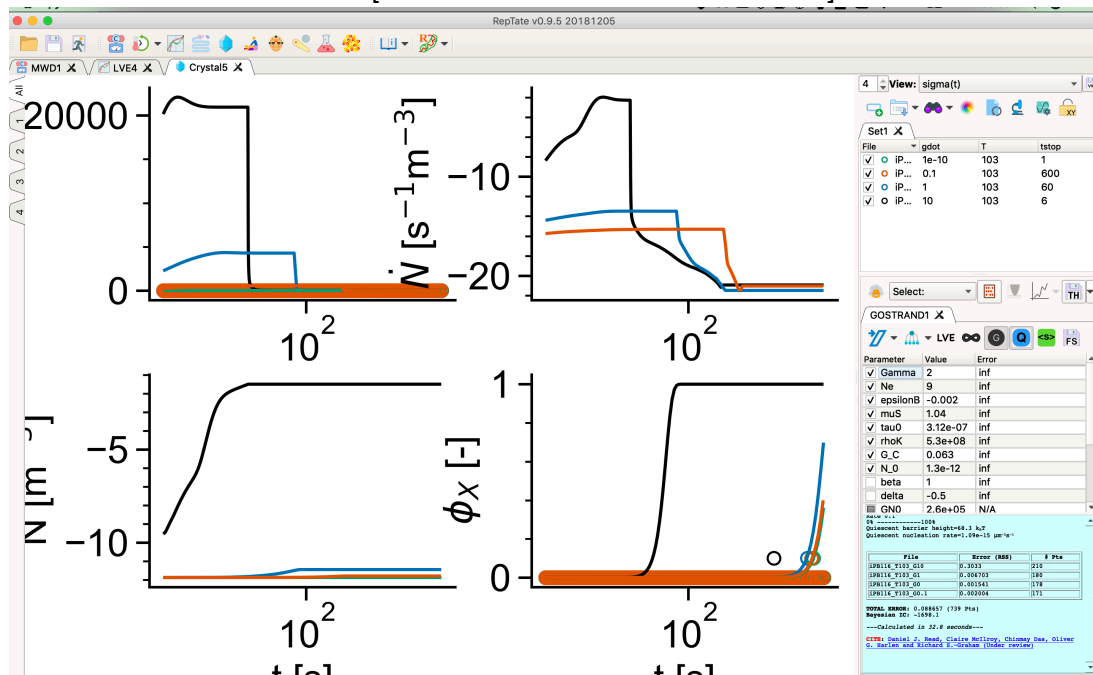 RepTate v0.9.5 20181205
MWD1 X LVE4 X Crystal5 X
All
1
2
3
4
20000
0
10²
Ṅ [s⁻¹m⁻³]
−10
−20
10²
−5
−10
10²
t [s]
ϕX [-]
1
0
10²
t [s]
4 View: sigma(t)
XY
Set1 X
File gdot T tstop
iP... 1e-10 103 1
iP... 0.1 103 600
iP... 1 103 60
iP... 10 103 6
Select: TH
GOSTRAND1 X
LVE G Q <s> FS
Parameter Value Error
Gamma 2 inf
Ne 9 inf
epsilonB -0.002 inf
muS 1.04 inf
tau0 3.12e-07 inf
rhoK 5.3e+08 inf
G_C 0.063 inf
N_0 1.3e-12 inf
beta 1 inf
delta -0.5 inf
GN0 2.6e+05 N/A
0% ------------100%
Quiescent barrier height=68.3 kBT
Quiescent nucleation rate=1.09e-15 μm⁻³s⁻¹
File Error (RSS) # Pts
iPB116_T103_G10 0.3033 210
iPB116_T103_G1 0.006703 180
iPB116_T103_G0 0.001541 178
iPB116_T103_G0.1 0.002004 171
TOTAL ERROR: 0.088657 (739 Pts)
Bayesian IC: -1698.1
---Calculated in 32.8 seconds---
CITE: Daniel J. Read, Claire McIlroy, Chinmay Das, Oliver
G. Harlen and Richard S.-Graham (Under review)